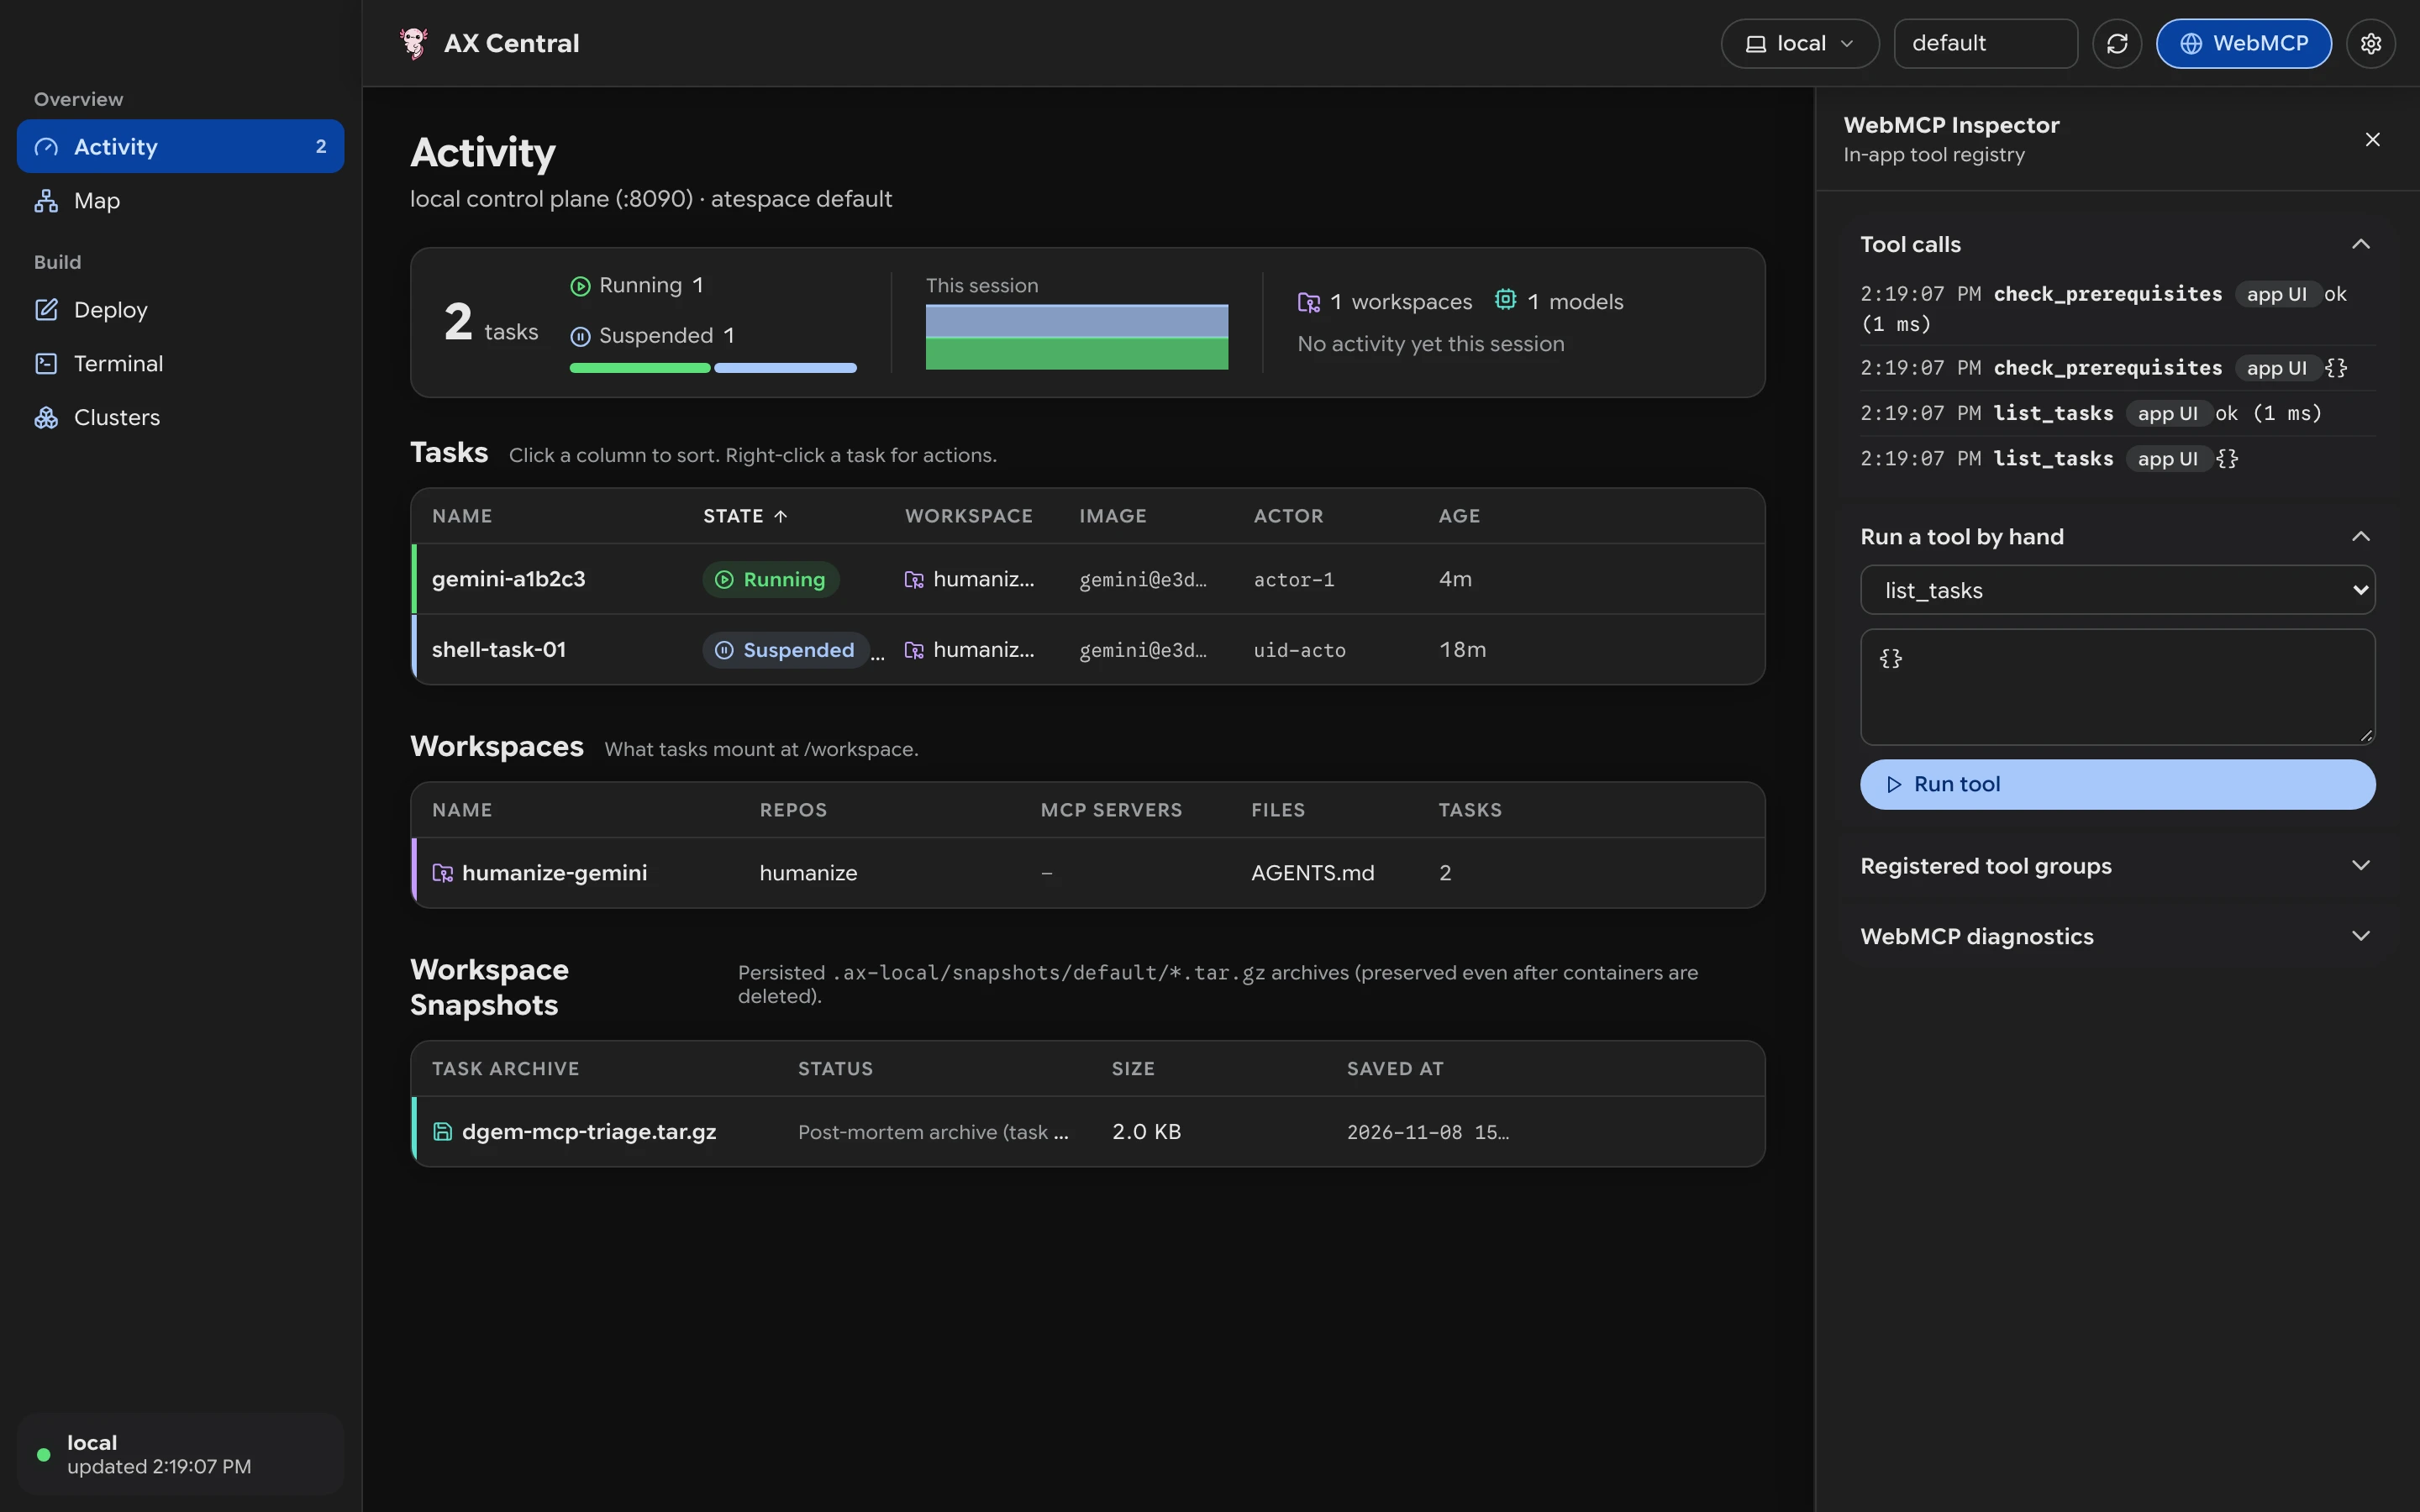 AX Central
local
default
WebMCP
Overview
Activity 2
Map
Build
Deploy
Terminal
Clusters
local
updated 2:19:07 PM
Activity
local control plane (:8090) · atespace default
2 tasks
Running 1
Suspended 1
This session
1 workspaces 1 models
No activity yet this session
Tasks Click a column to sort. Right-click a task for actions.
NAME STATE ↑ WORKSPACE IMAGE ACTOR AGE
gemini-a1b2c3 Running humaniz... gemini@e3d… actor-1 4m
shell-task-01 Suspended ... humaniz... gemini@e3d… uid-acto 18m
Workspaces What tasks mount at /workspace.
NAME REPOS MCP SERVERS FILES TASKS
humanize-gemini humanize – AGENTS.md 2
Workspace
Snapshots
Persisted .ax-local/snapshots/default/*.tar.gz archives (preserved even after containers are
deleted).
TASK ARCHIVE STATUS SIZE SAVED AT
dgem-mcp-triage.tar.gz Post-mortem archive (task ... 2.0 KB 2026-11-08 15…
WebMCP Inspector
In-app tool registry
Tool calls
2:19:07 PM check_prerequisites app UI ok
(1 ms)
2:19:07 PM check_prerequisites app UI {}
2:19:07 PM list_tasks app UI ok (1 ms)
2:19:07 PM list_tasks app UI {}
Run a tool by hand
list_tasks
{}
Run tool
Registered tool groups
WebMCP diagnostics